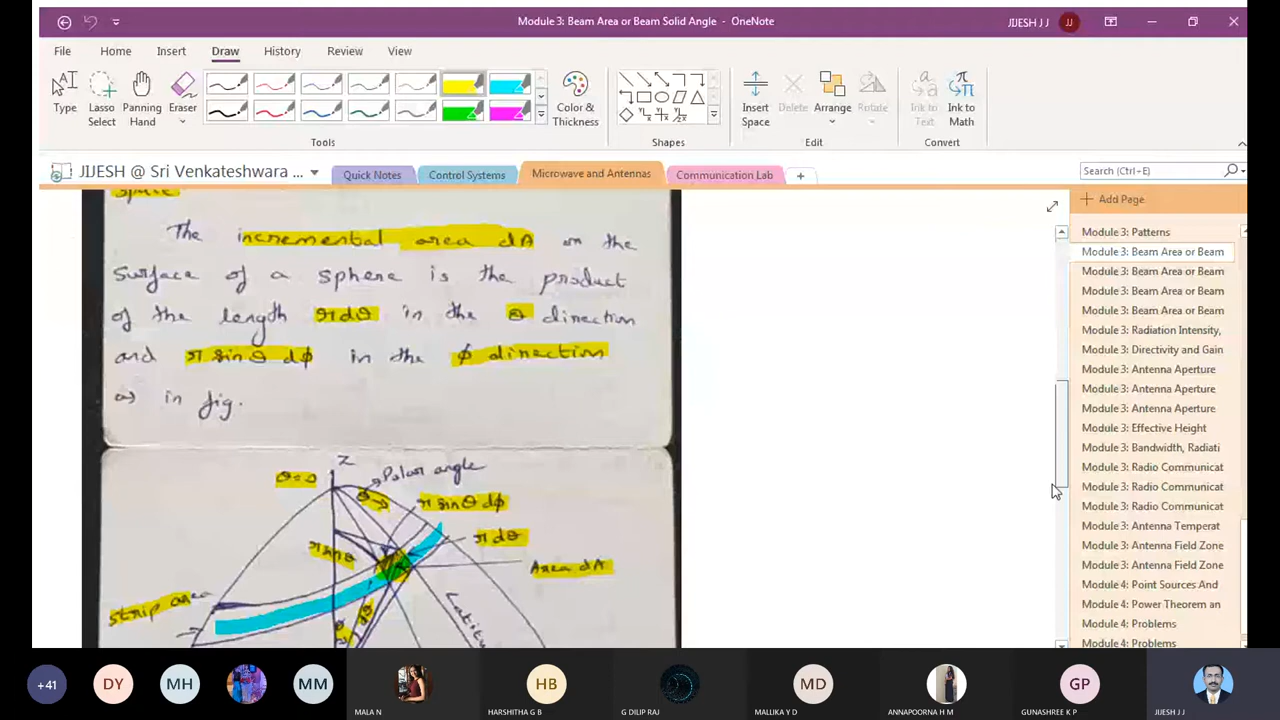 Module 3: Beam Area or Beam Solid Angle - OneNote
JIJESH J J
JJ
File
Home
Insert
Draw
History
Review
View
Type
Lasso
Select
Panning
Hand
Eraser
Color &
Thickness
Insert
Space
Delete
Arrange
Rotate
Ink to
Text
Ink to
Math
Tools
Shapes
Edit
Convert
JIJESH @ Sri Venkateshwara ...
Quick Notes
Control Systems
Microwave and Antennas
Communication Lab
Search (Ctrl+E)
Add Page
space
The incremental area dA on the
surface of a sphere is the product
of the length r dθ in the θ direction
and r sin θ dϕ in the ϕ direction
as in fig.
Z
θ=0
Polar angle
θ
r sinθ dϕ
r dθ
r sinθ
Area dA
strip area
dθ
θ
Module 3: Patterns
Module 3: Beam Area or Beam
Module 3: Beam Area or Beam
Module 3: Beam Area or Beam
Module 3: Beam Area or Beam
Module 3: Radiation Intensity,
Module 3: Directivity and Gain
Module 3: Antenna Aperture
Module 3: Antenna Aperture
Module 3: Antenna Aperture
Module 3: Effective Height
Module 3: Bandwidth, Radiati
Module 3: Radio Communicat
Module 3: Radio Communicat
Module 3: Radio Communicat
Module 3: Antenna Temperat
Module 3: Antenna Field Zone
Module 3: Antenna Field Zone
Module 4: Point Sources And
Module 4: Power Theorem an
Module 4: Problems
Module 4: Problems
+41
DY
MH
MM
MALA N
HB
HARSHITHA G B
G DILIP RAJ
MD
MALLIKA Y D
ANNAPOORNA H M
GP
GUNASHREE K P
JIJESH J J